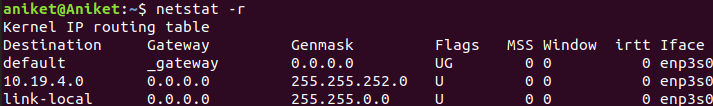 aniket@Aniket:~$ netstat -r
Kernel IP routing table
Destination     Gateway         Genmask         Flags   MSS Window  irtt Iface
default         _gateway        0.0.0.0         UG        0 0          0 enp3s0
10.19.4.0       0.0.0.0         255.255.252.0   U         0 0          0 enp3s0
link-local      0.0.0.0         255.255.0.0     U         0 0          0 enp3s0